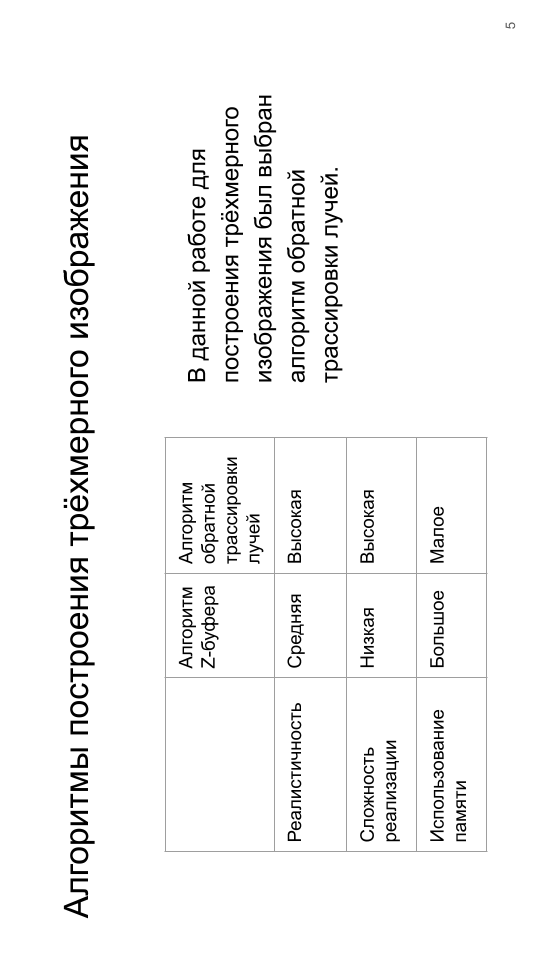 Алгоритмы построения трёхмерного изображения
Алгоритм
Z-буфера
Алгоритм
обратной
трассировки
лучей
Реалистичность
Средняя
Высокая
Сложность
реализации
Низкая
Высокая
Использование
памяти
Большое
Малое
В данной работе для
построения трёхмерного
изображения был выбран
алгоритм обратной
трассировки лучей.
5